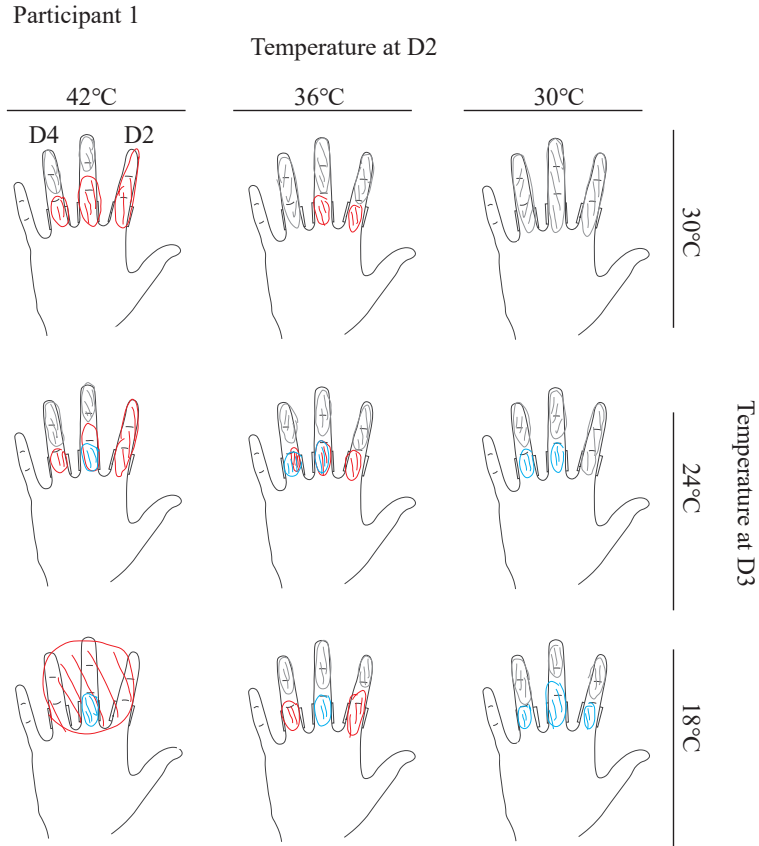 Participant 1
Temperature at D2
42°C
36°C
30°C
D4
D2
30°C
24°C
Temperature at D3
18°C